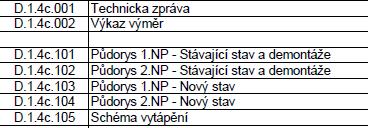 D.1.4c.001 Technicka zpráva
D.1.4c.002 Výkaz výměr
D.1.4c.101 Půdorys 1.NP - Stávající stav a demontáže
D.1.4c.102 Půdorys 2.NP - Stávající stav a demontáže
D.1.4c.103 Půdorys 1.NP - Nový stav
D.1.4c.104 Půdorys 2.NP - Nový stav
D.1.4c.105 Schéma vytápění